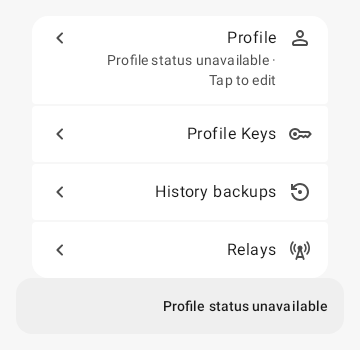 Profile
Profile status unavailable ·
Tap to edit
Profile Keys
History backups
Relays
Profile status unavailable